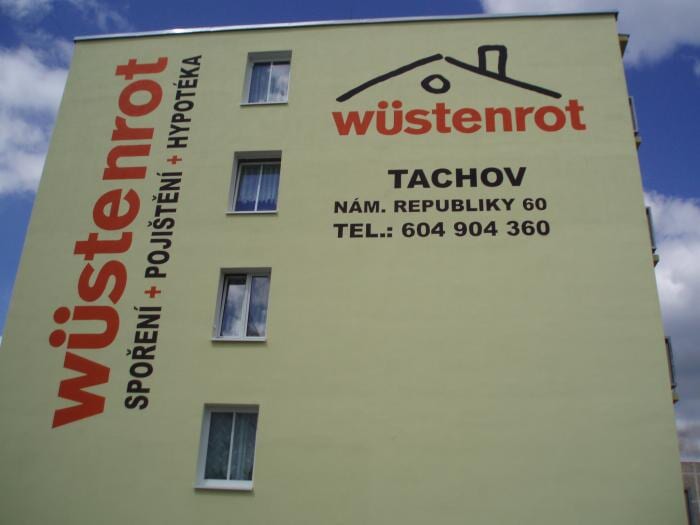 wüstenrot
SPOŘENÍ + POJIŠTĚNÍ + HYPOTÉKA
wüstenrot
TACHOV
NÁM. REPUBLIKY 60
TEL.: 604 904 360